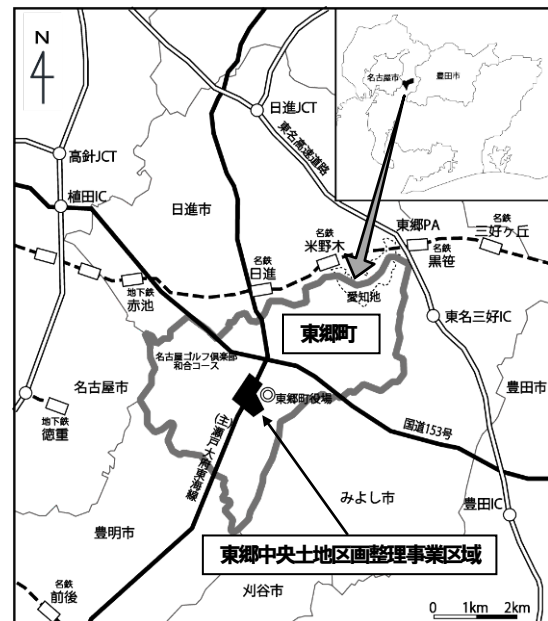 N
名古屋市
豊田市
日進JCT
東名高速道路
高針JCT
植田IC
日進市
東郷PA
名鉄
三好ケ丘
名鉄
米野木
名鉄
黒笹
名鉄
日進
地下鉄
赤池
愛知池
東郷町
東名三好IC
名古屋ゴルフ倶楽部
和合コース
名古屋市
豊田市
東郷町役場
地下鉄
徳重
国道153号
(主)瀬戸大府東海線
みよし市
豊田IC
豊明市
東郷中央土地区画整理事業区域
名鉄
前後
刈谷市
0 1km 2km